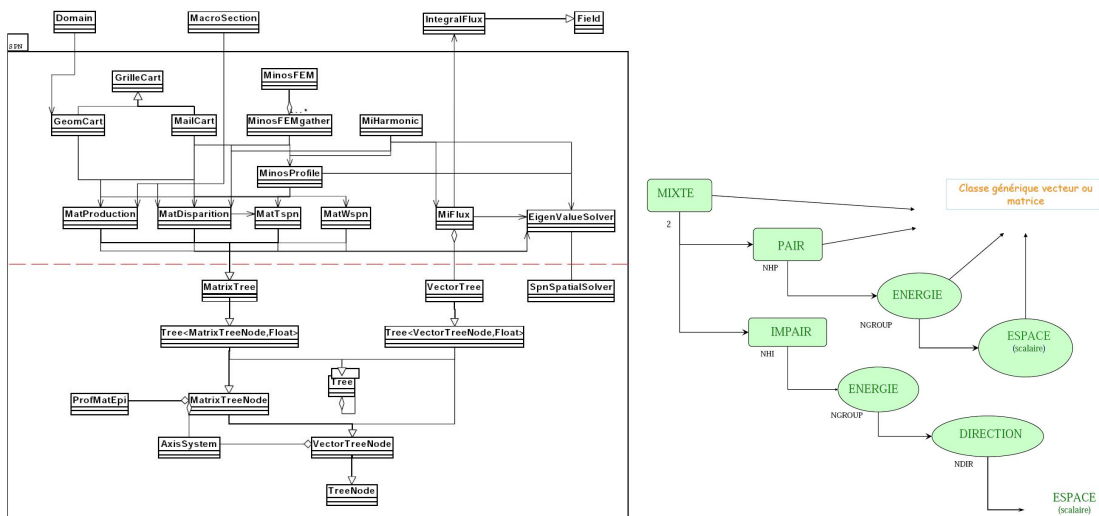 Domain
MacroSection
IntegralFlux
Field
SPN
GrilleCart
MinosFEM
GeomCart
MailCart
MinosFEMgather
MiHarmonic
MinosProfile
MatProduction
MatDisparition
MatTspn
MatWspn
MiFlux
EigenValueSolver
MatrixTree
VectorTree
SpnSpatialSolver
Tree<MatrixTreeNode,Float>
Tree<VectorTreeNode,Float>
Tree
ProfMatEpi
MatrixTreeNode
AxisSystem
VectorTreeNode
TreeNode
MIXTE
Classe générique vecteur ou
matrice
2
PAIR
NHP
ENERGIE
NGROUP
IMPAIR
NHI
ESPACE
(scalaire)
ENERGIE
NGROUP
DIRECTION
NDIR
ESPACE
(scalaire)